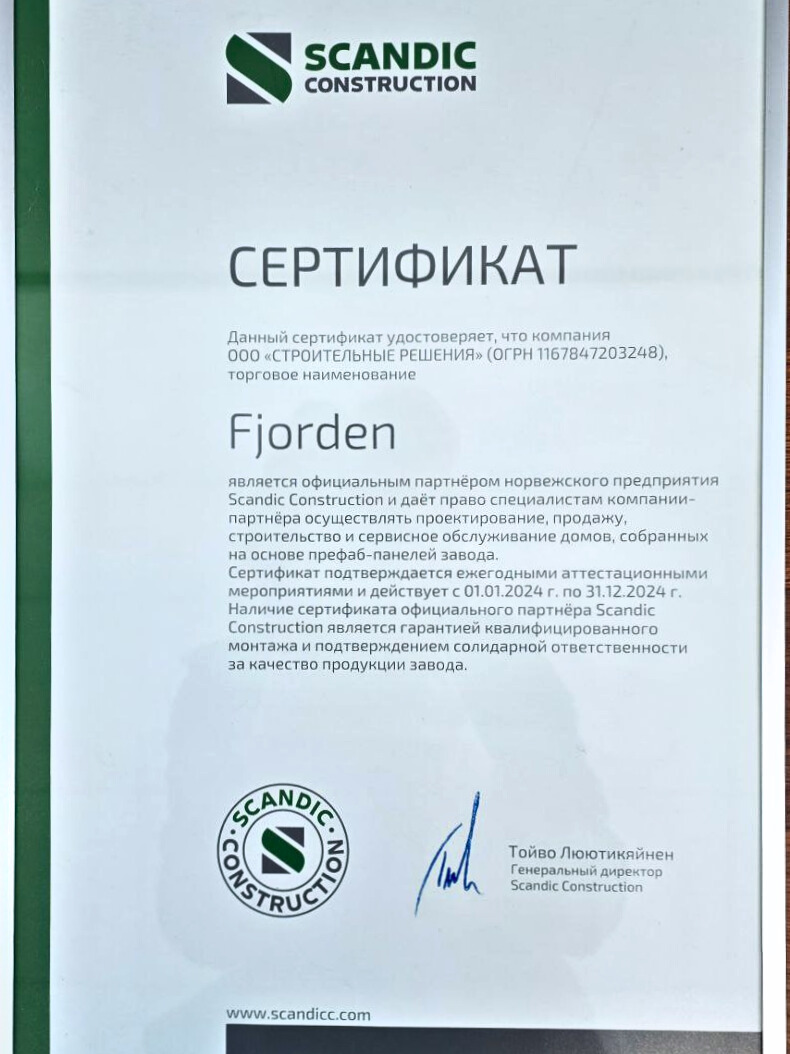 SCANDIC
CONSTRUCTION
СЕРТИФИКАТ
Данный сертификат удостоверяет, что компания
ООО «СТРОИТЕЛЬНЫЕ РЕШЕНИЯ» (ОГРН 1167847203248),
торговое наименование
Fjorden
является официальным партнёром норвежского предприятия
Scandic Construction и даёт право специалистам компании-
партнёра осуществлять проектирование, продажу,
строительство и сервисное обслуживание домов, собранных
на основе префаб-панелей завода.
Сертификат подтверждается ежегодными аттестационными
мероприятиями и действует с 01.01.2024 г. по 31.12.2024 г.
Наличие сертификата официального партнёра Scandic
Construction является гарантией квалифицированного
монтажа и подтверждением солидарной ответственности
за качество продукции завода.
SCANDIC
CONSTRUCTION
Тойво Люютикяйнен
Генеральный директор
Scandic Construction
www.scandicc.com